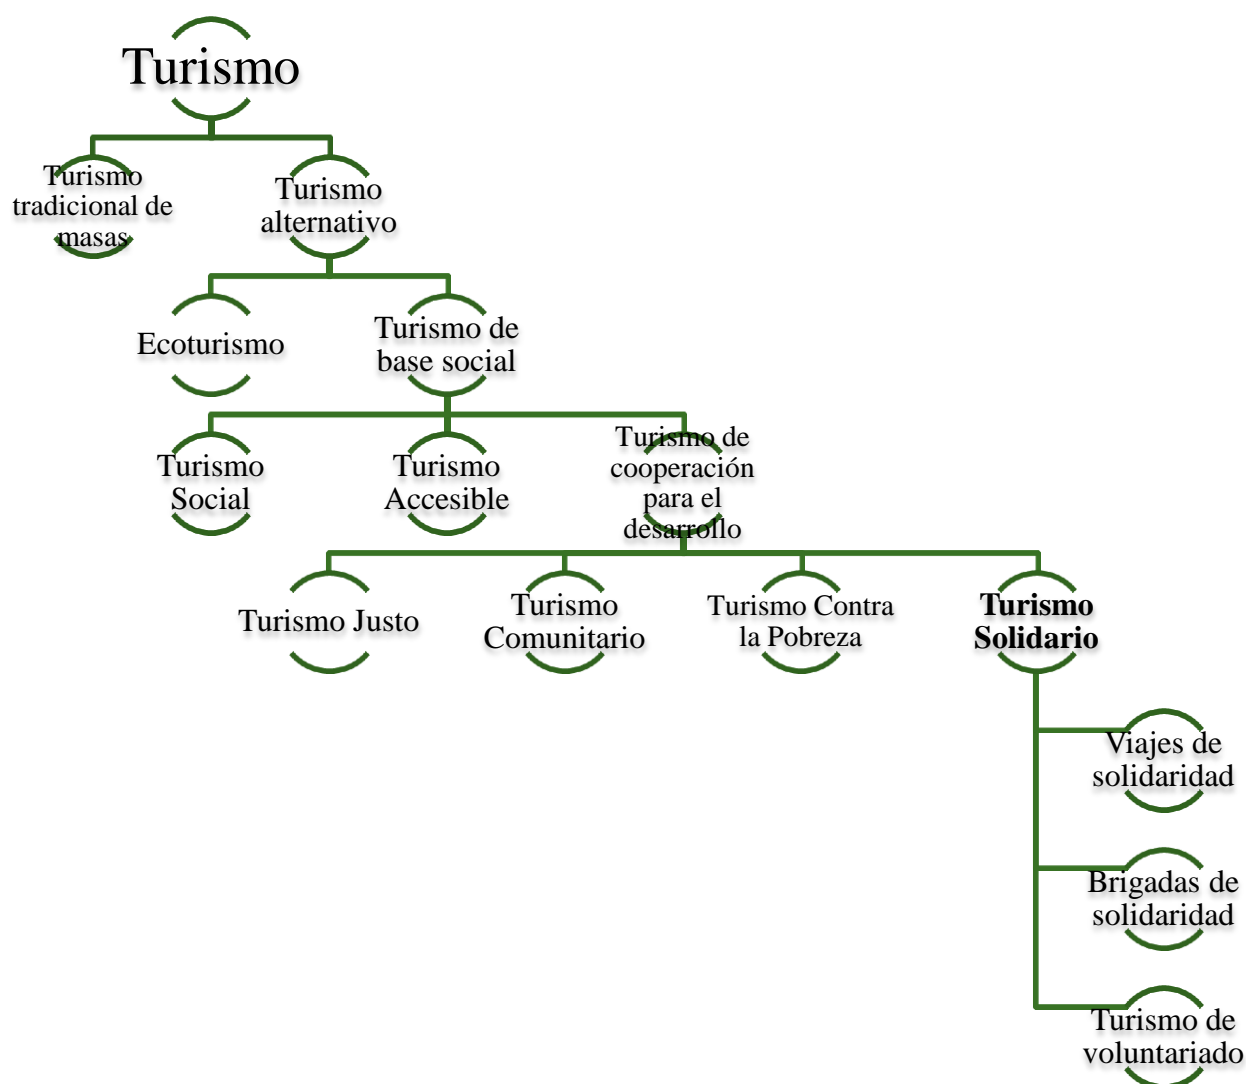 Turismo
Turismo
tradicional de
masas
Turismo
alternativo
Ecoturismo
Turismo de
base social
Turismo
Social
Turismo
Accesible
Turismo de
cooperación
para el
desarrollo
Turismo Justo
Turismo
Comunitario
Turismo Contra
la Pobreza
Turismo
Solidario
Viajes de
solidaridad
Brigadas de
solidaridad
Turismo de
voluntariado